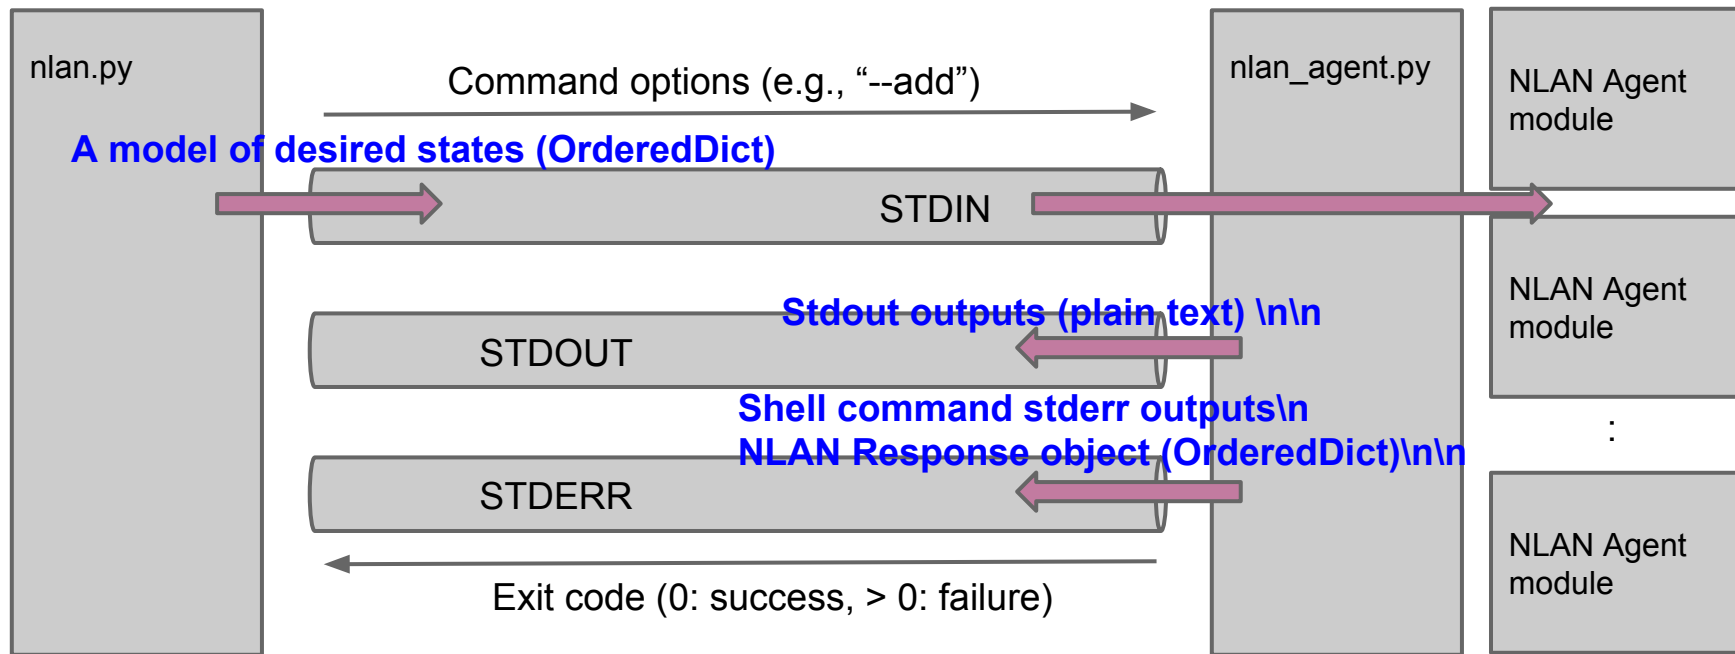 nlan.py
Command options (e.g., “--add”)
nlan_agent.py
NLAN Agent
module
A model of desired states (OrderedDict)
STDIN
NLAN Agent
module
Stdout outputs (plain text) \n\n
STDOUT
Shell command stderr outputs\n
NLAN Response object (OrderedDict)\n\n
:
STDERR
NLAN Agent
module
Exit code (0: success, > 0: failure)